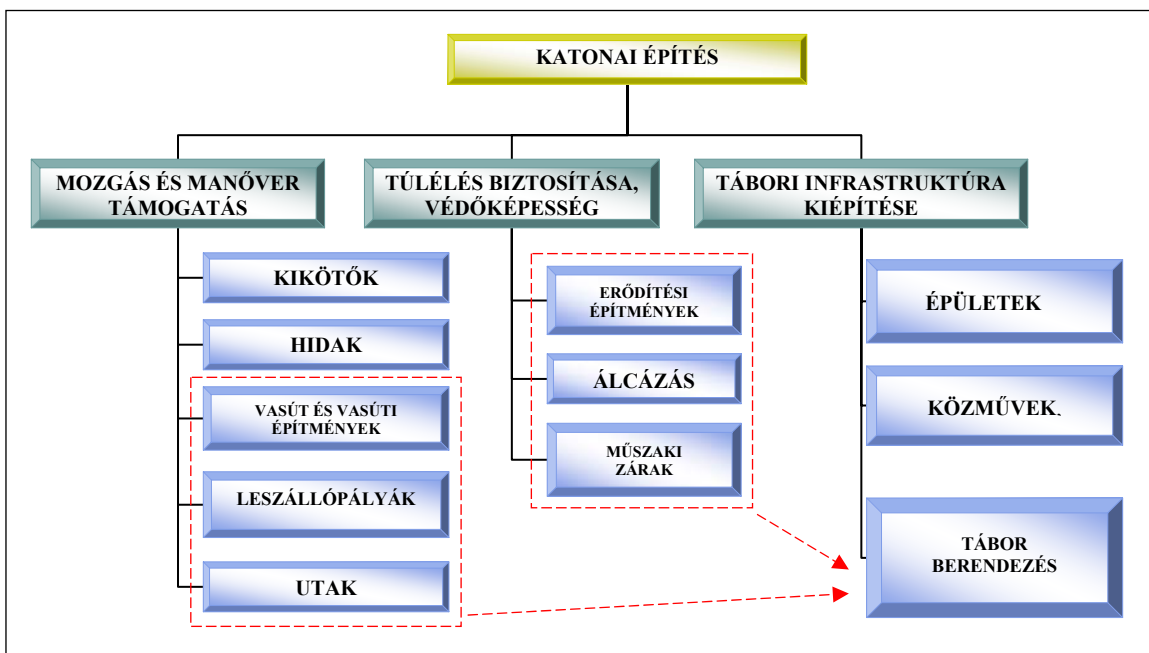 KATONAI ÉPÍTÉS
MOZGÁS ÉS MANŐVER
TÁMOGATÁS
KIKÖTŐK
HIDAK
VASÚT ÉS VASÚTI
ÉPÍTMÉNYEK
LESZÁLLÓPÁLYÁK
UTAK
TÚLÉLÉS BIZTOSÍTÁSA,
VÉDŐKÉPESSÉG
ERŐDÍTÉSI
ÉPÍTMÉNYEK
ÁLCÁZÁS
MŰSZAKI
ZÁRAK
TÁBORI INFRASTRUKTÚRA
KIÉPÍTÉSE
ÉPÜLETEK
KÖZMŰVEK.
TÁBOR
BERENDEZÉS